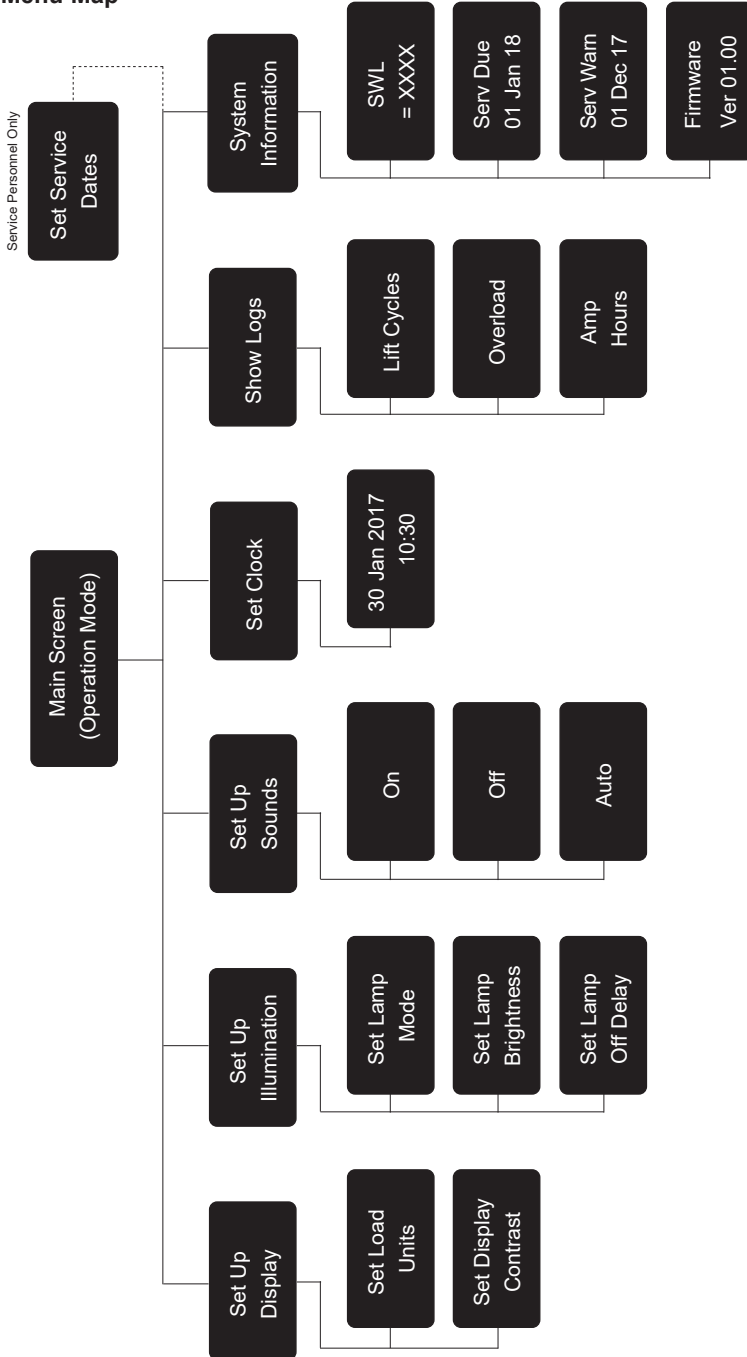 Menu Map
Service Personnel Only
Set Service
Dates
Main Screen
(Operation Mode)
Set Up
Display
Set Load
Units
Set Display
Contrast
Set Up
Illumination
Set Lamp
Mode
Set Lamp
Brightness
Set Lamp
Off Delay
Set Up
Sounds
On
Off
Auto
Set Clock
30 Jan 2017
10:30
Show Logs
Lift Cycles
Overload
Amp
Hours
System
Information
SWL
= XXXX
Serv Due
01 Jan 18
Serv Warn
01 Dec 17
Firmware
Ver 01.00